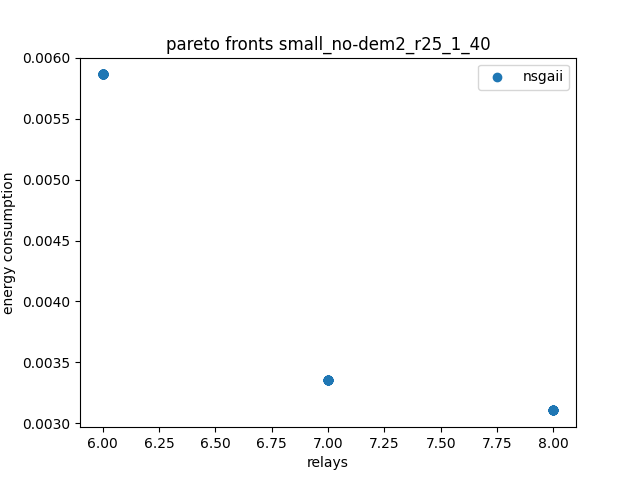 pareto fronts small_no-dem2_r25_1_40
nsgaii
energy consumption
0.0060
0.0055
0.0050
0.0045
0.0040
0.0035
0.0030
6.00 6.25 6.50 6.75 7.00 7.25 7.50 7.75 8.00
relays